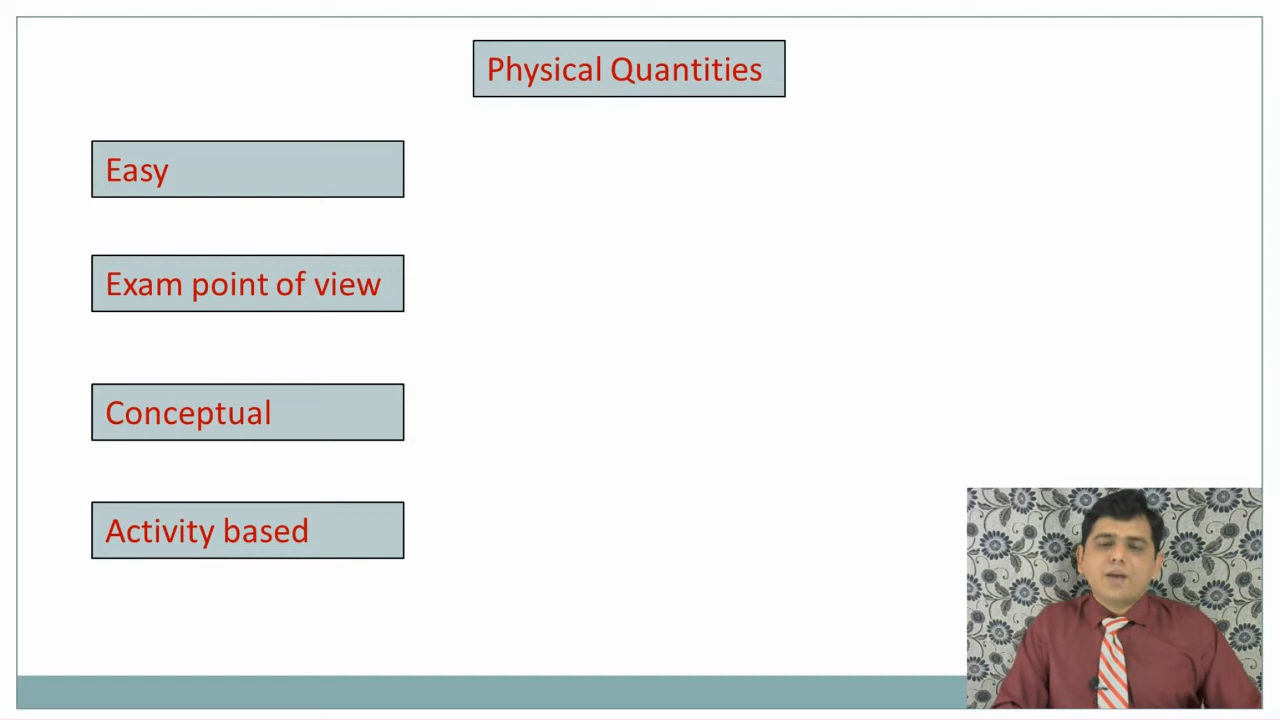 Physical Quantities
Easy
Exam point of view
Conceptual
Activity based